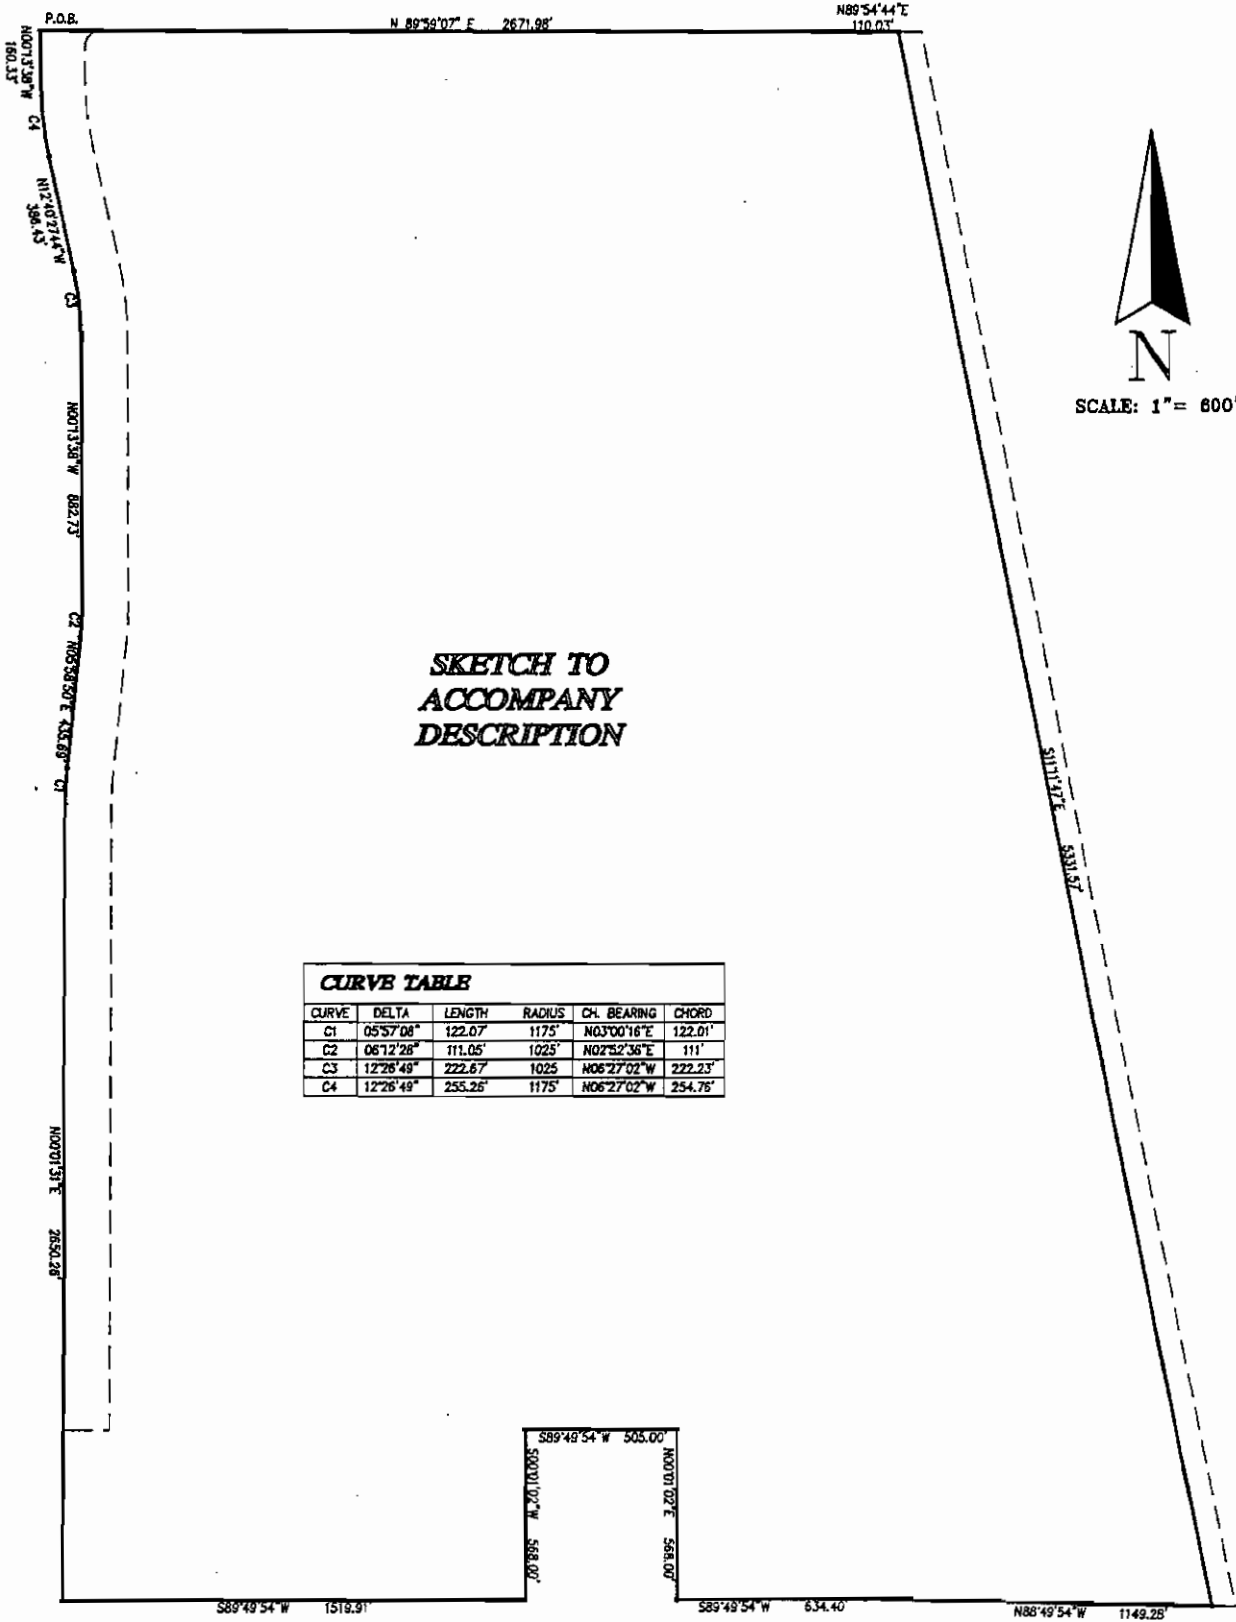 P.O.B.
N 89°59'07" E 2671.98'
N89°54'44"E
110.03'
N00°13'38"W
160.33'
C4
N12°40'27.44"W
386.43'
C3
N00°13'38"W 882.73'
C2 N05°58'50"E 435.69'
C1
N00°01'31"E 2650.26'
N
SCALE: 1"= 600'
SKETCH TO
ACCOMPANY
DESCRIPTION
S11°11'47"E 5331.57'
CURVE TABLE
CURVE DELTA LENGTH RADIUS CH. BEARING CHORD
C1 05°57'08" 122.07' 1175' N03°00'16"E 122.01'
C2 06°12'28" 111.05' 1025' N02°52'36"E 111'
C3 12°26'49" 222.67' 1025 N06°27'02"W 222.23'
C4 12°26'49" 255.26' 1175' N06°27'02"W 254.76'
S89°49'54"W 505.00'
S00°01'02"W 568.00'
N00°01'02"E 568.00'
S89°49'54"W 1519.91'
S89°49'54"W 634.40
N88°49'54"W 1149.28'